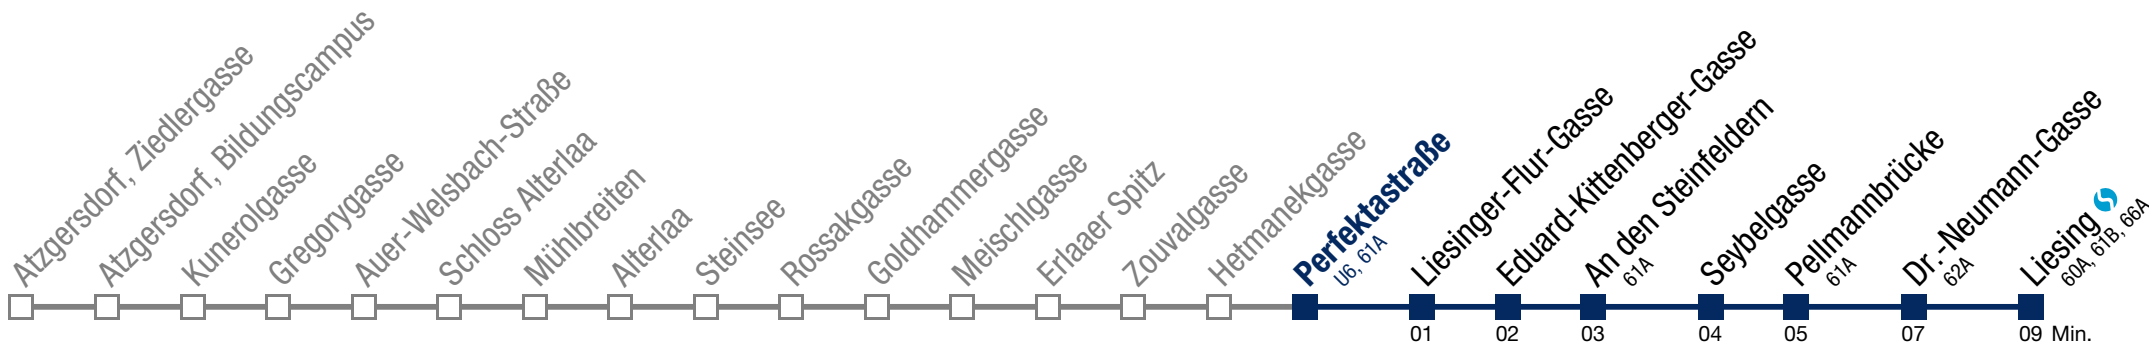 Atzgersdorf, Ziedlergasse
Atzgersdorf, Bildungscampus
Kunerolgasse
Gregorygasse
Auer-Welsbach-Straße
Schloss Alterlaa
Mühlbreiten
Alterlaa
Steinsee
Rossakgasse
Goldhammergasse
Meischlgasse
Erlaaer Spitz
Zouvalgasse
Hetmanekgasse
Perfektastraße
U6, 61A
Liesinger-Flur-Gasse
Eduard-Kittenberger-Gasse
An den Steinfeldern
61A
Seybelgasse
Pellmannbrücke
61A
Dr.-Neumann-Gasse
62A
Liesing
60A, 61B, 66A
01 02 03 04 05 07 09 Min.